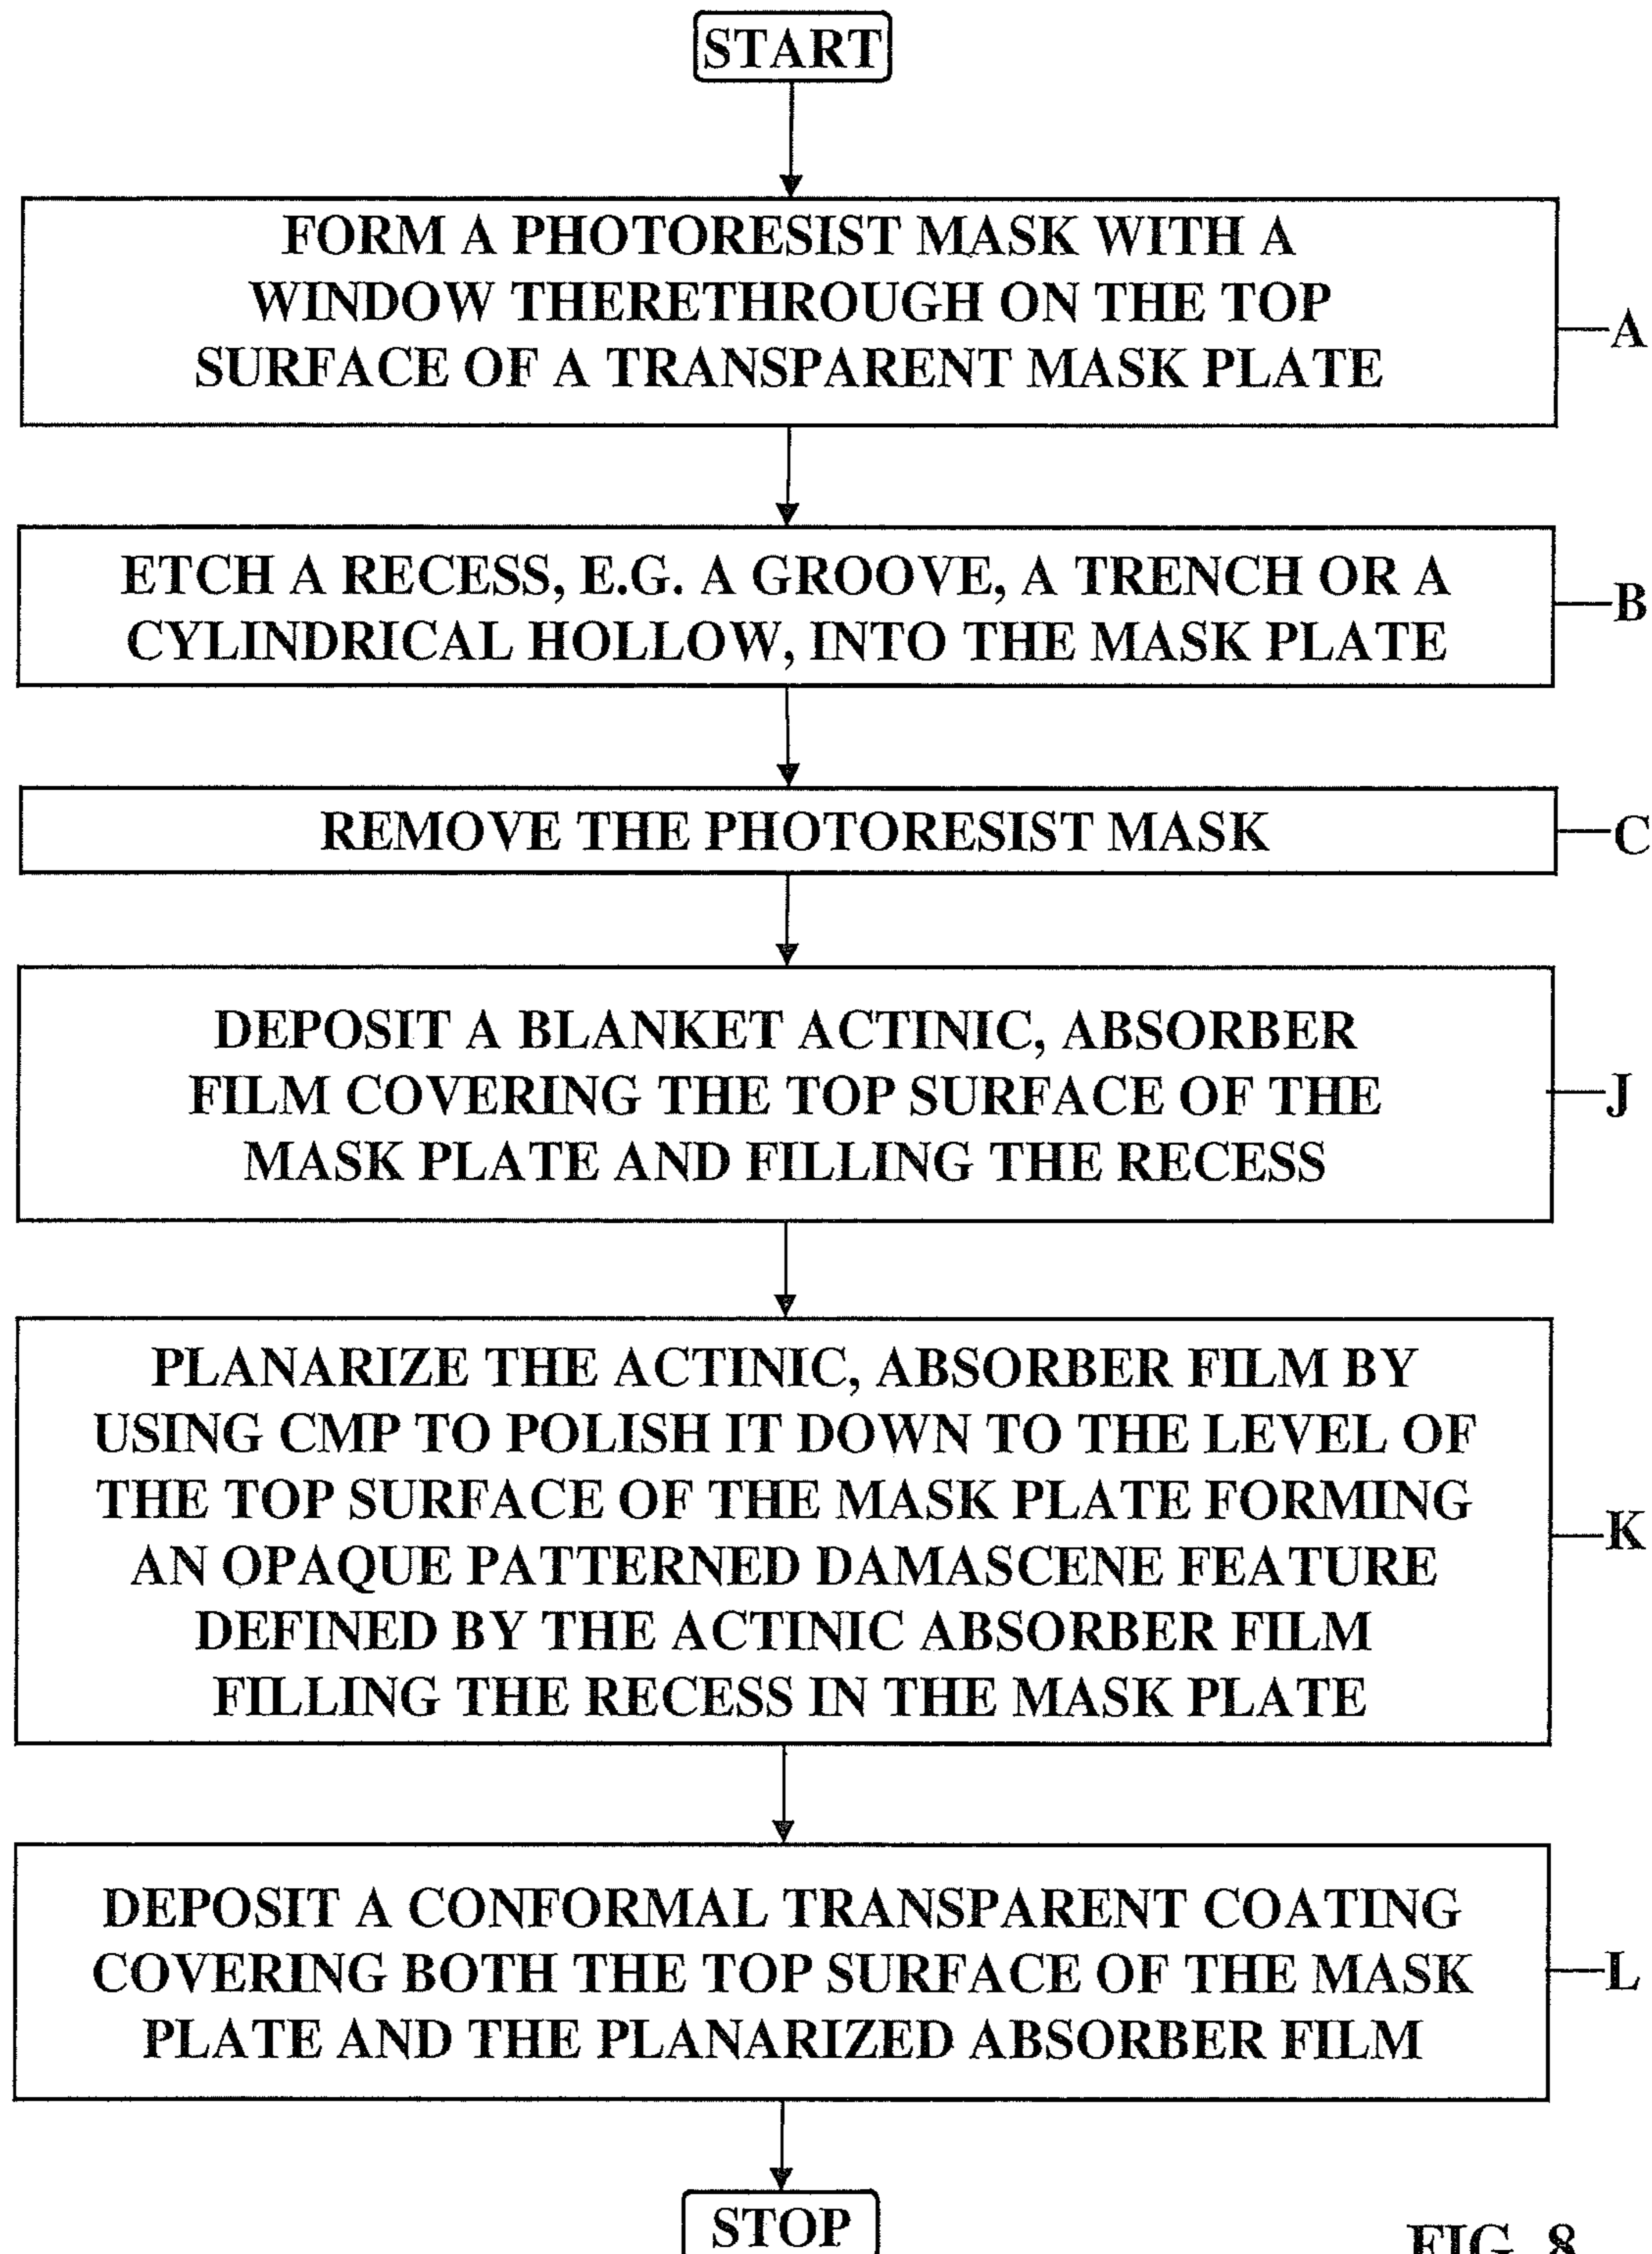 START
FORM A PHOTORESIST MASK WITH A
WINDOW THERETHROUGH ON THE TOP
SURFACE OF A TRANSPARENT MASK PLATE
A
ETCH A RECESS, E.G. A GROOVE, A TRENCH OR A
CYLINDRICAL HOLLOW, INTO THE MASK PLATE
B
REMOVE THE PHOTORESIST MASK
C
DEPOSIT A BLANKET ACTINIC, ABSORBER
FILM COVERING THE TOP SURFACE OF THE
MASK PLATE AND FILLING THE RECESS
J
PLANARIZE THE ACTINIC, ABSORBER FILM BY
USING CMP TO POLISH IT DOWN TO THE LEVEL OF
THE TOP SURFACE OF THE MASK PLATE FORMING
AN OPAQUE PATTERNED DAMASCENE FEATURE
DEFINED BY THE ACTINIC ABSORBER FILM
FILLING THE RECESS IN THE MASK PLATE
K
DEPOSIT A CONFORMAL TRANSPARENT COATING
COVERING BOTH THE TOP SURFACE OF THE MASK
PLATE AND THE PLANARIZED ABSORBER FILM
L
STOP
FIG. 8